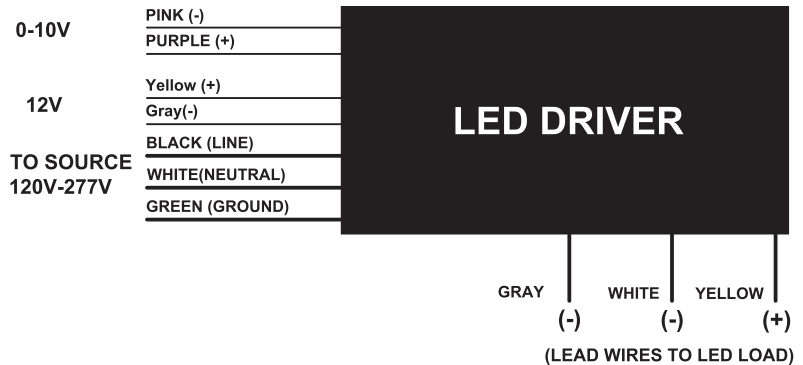 0-10V
PINK (-)
PURPLE (+)
12V
Yellow (+)
Gray(-)
TO SOURCE
120V-277V
BLACK (LINE)
WHITE(NEUTRAL)
GREEN (GROUND)
LED DRIVER
GRAY
WHITE
YELLOW
(-)
(-)
(+)
(LEAD WIRES TO LED LOAD)